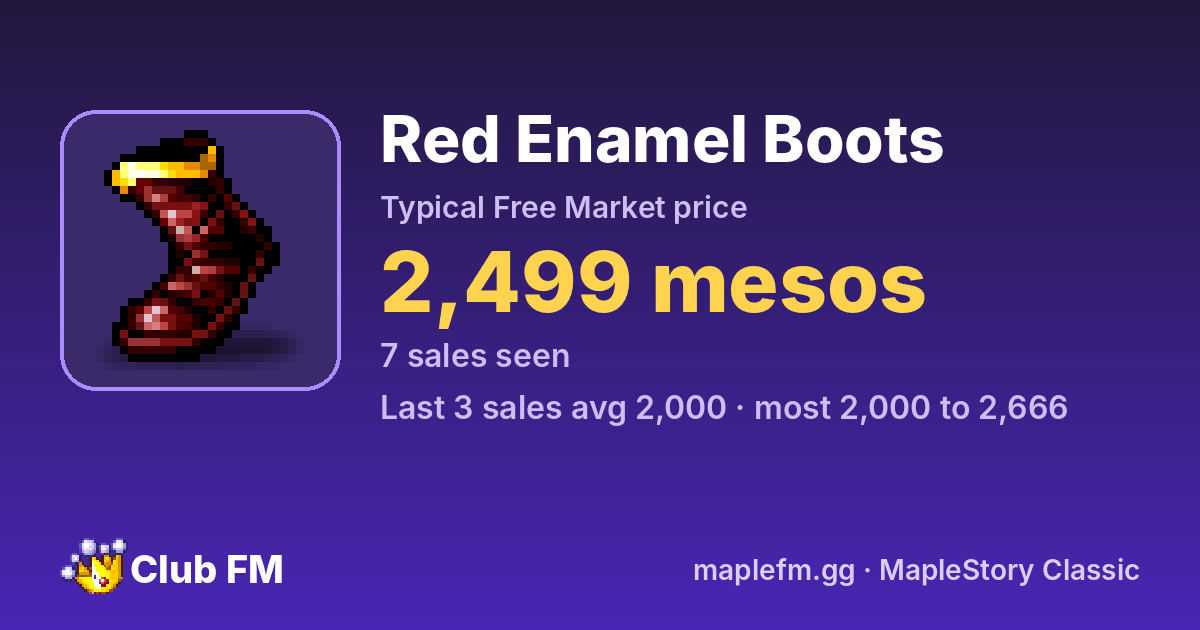 Red Enamel Boots
Typical Free Market price
2,499 mesos
7 sales seen
Last 3 sales avg 2,000 · most 2,000 to 2,666
Club FM
maplefm.gg · MapleStory Classic